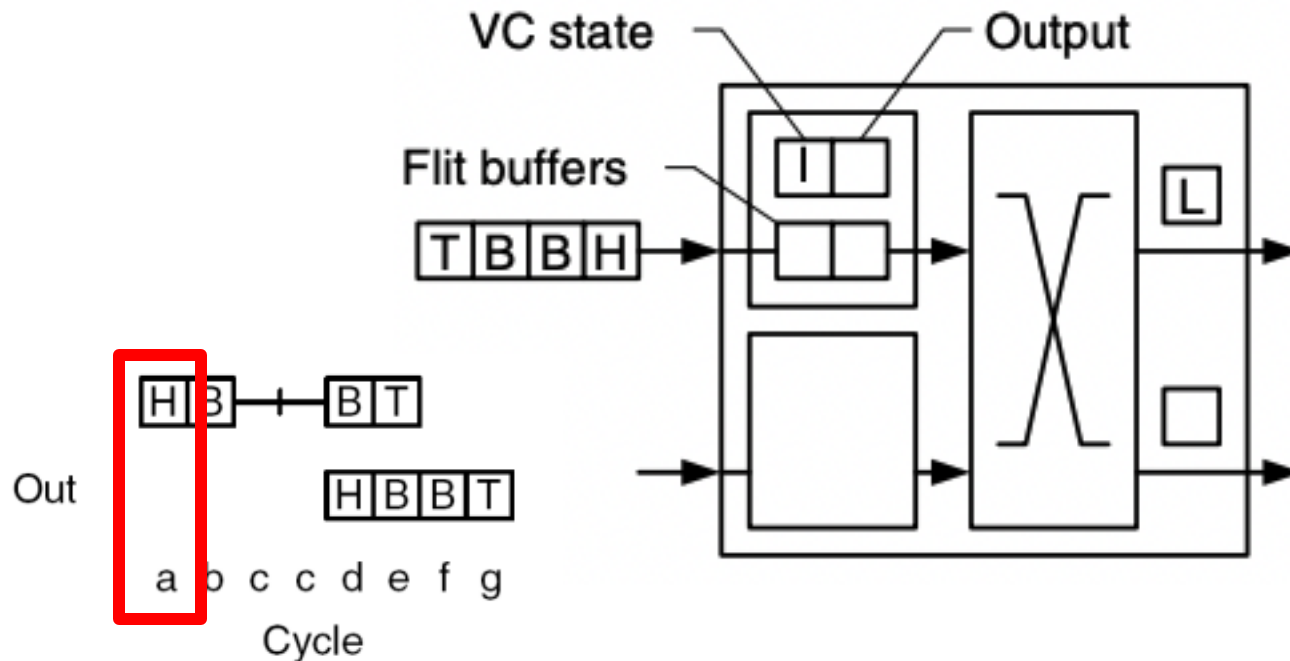 VC state
Output
I
Flit buffers
T B B H
L
H B B T
Out
H B B T
a b c c d e f g
Cycle